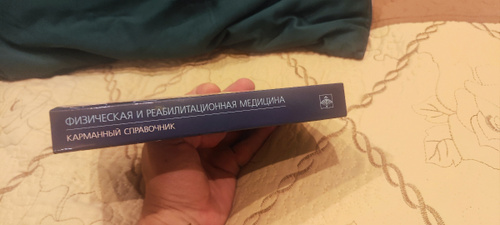 ФИЗИЧЕСКАЯ И РЕАБИЛИТАЦИОННАЯ МЕДИЦИНА
КАРМАННЫЙ СПРАВОЧНИК